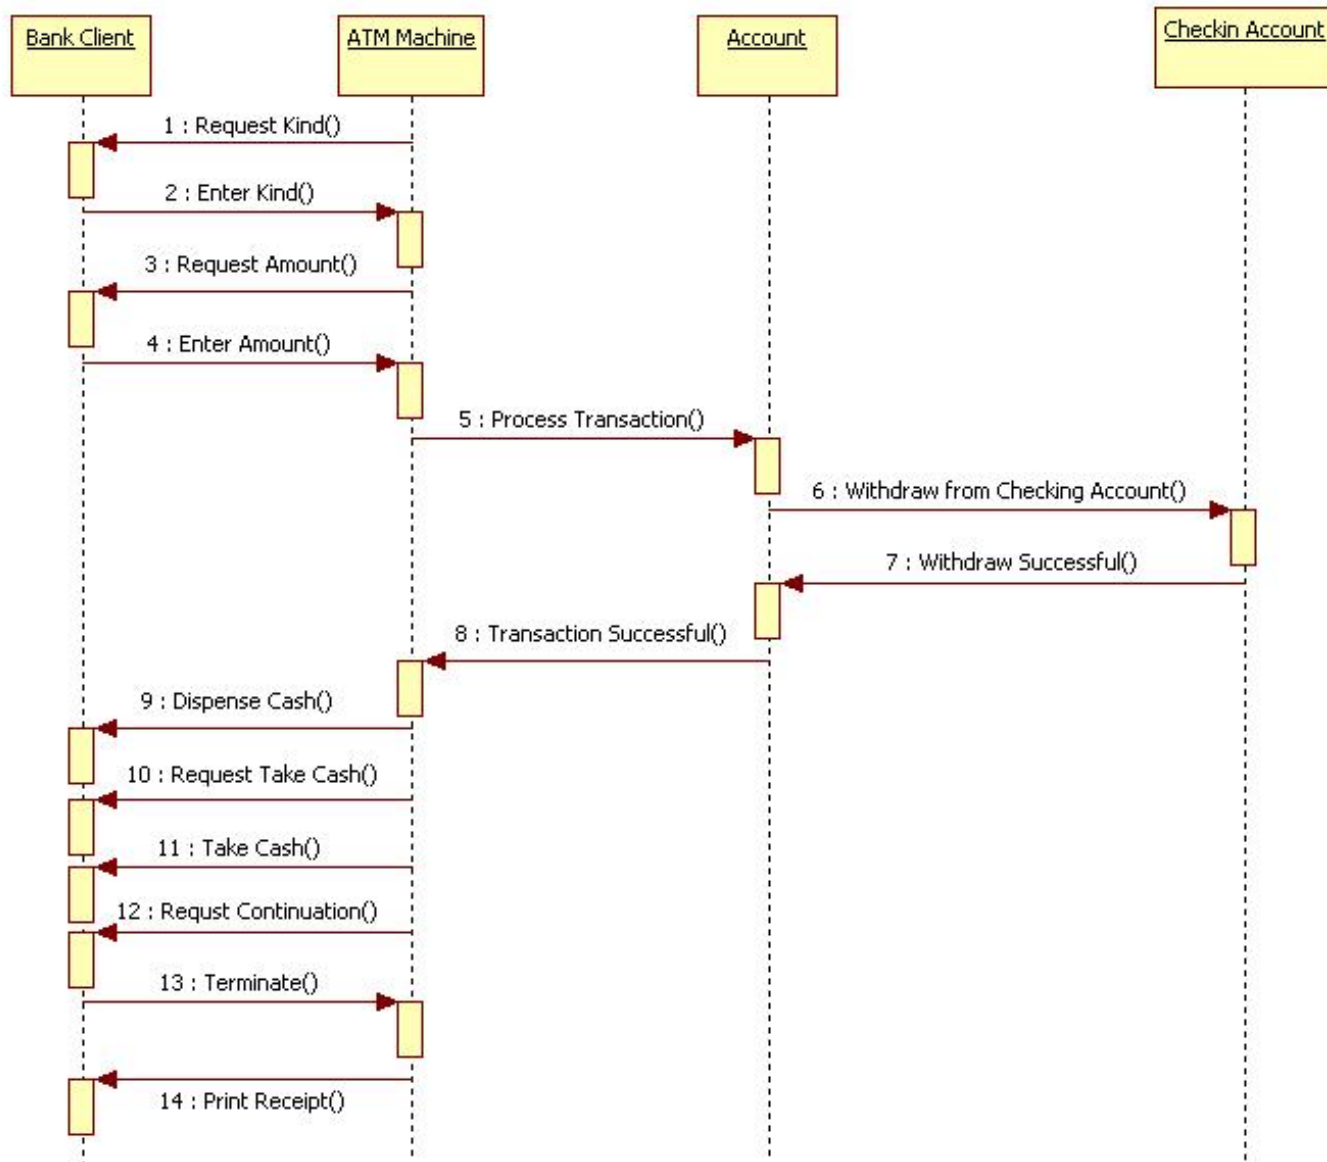 Bank Client
ATM Machine
Account
Checkin Account
1 : Request Kind()
2 : Enter Kind()
3 : Request Amount()
4 : Enter Amount()
5 : Process Transaction()
6 : Withdraw from Checking Account()
7 : Withdraw Successful()
8 : Transaction Successful()
9 : Dispense Cash()
10 : Request Take Cash()
11 : Take Cash()
12 : Requst Continuation()
13 : Terminate()
14 : Print Receipt()